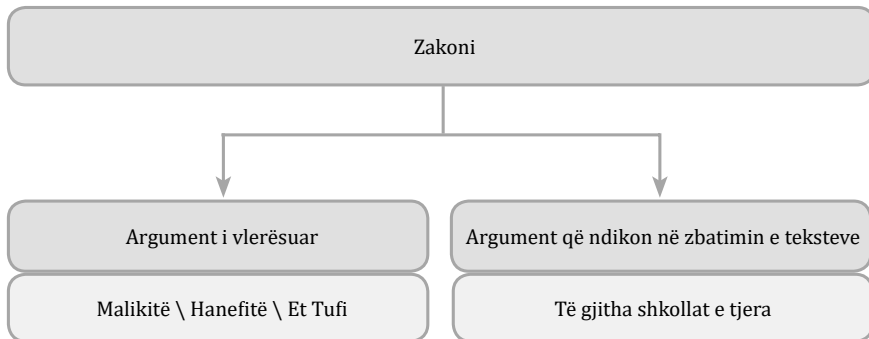 Zakoni
Argument i vlerësuar
Argument që ndikon në zbatimin e teksteve
Malikitë \ Hanefitë \ Et Tufi
Të gjitha shkollat e tjera